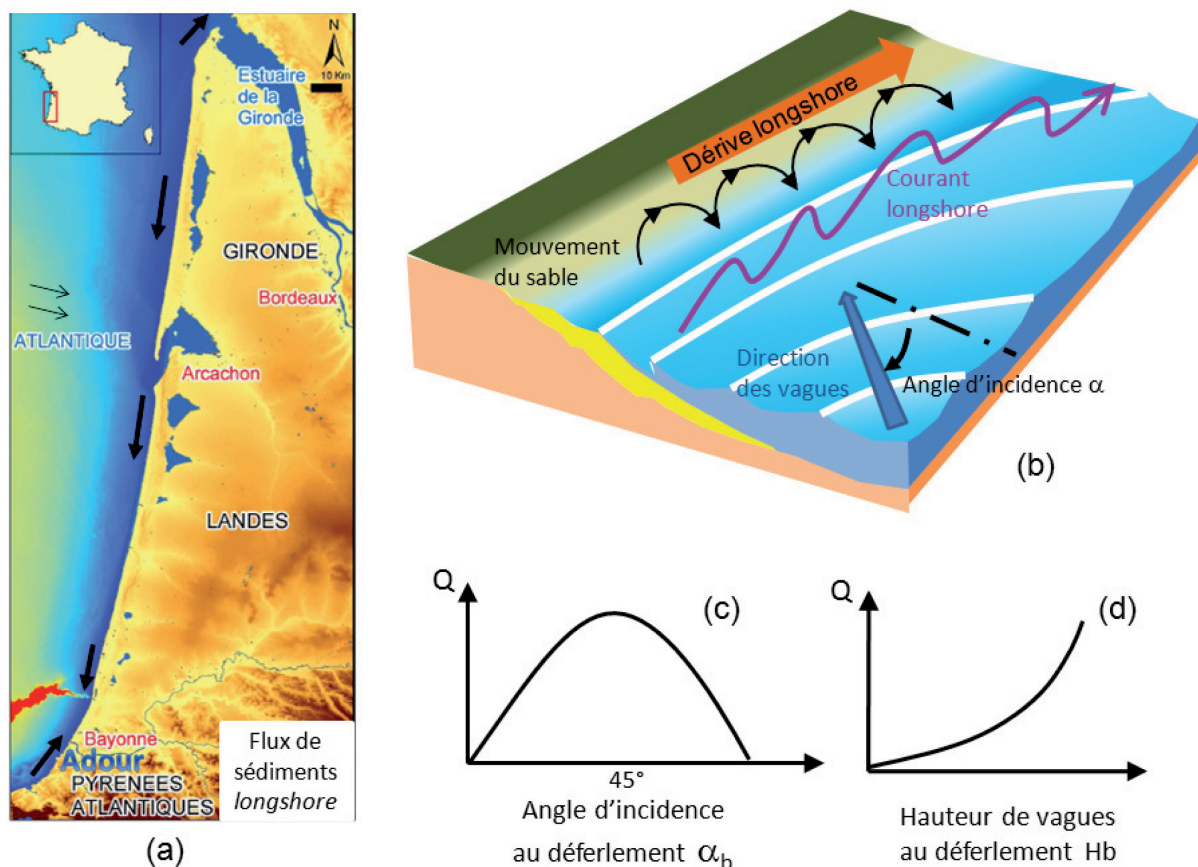 N
10 Km
Estuaire
de la
Gironde
GIRONDE
Bordeaux
ATLANTIQUE
Arcachon
LANDES
Bayonne
Adour
PYRENEES
ATLANTIQUES
Flux de
sédiments
longshore
(a)
Dérive longshore
Courant
longshore
Mouvement
du sable
Direction
des vagues
Angle d'incidence α
(b)
Q
(c)
45°
Angle d'incidence
au déferlement αb
Q
(d)
Hauteur de vagues
au déferlement Hb